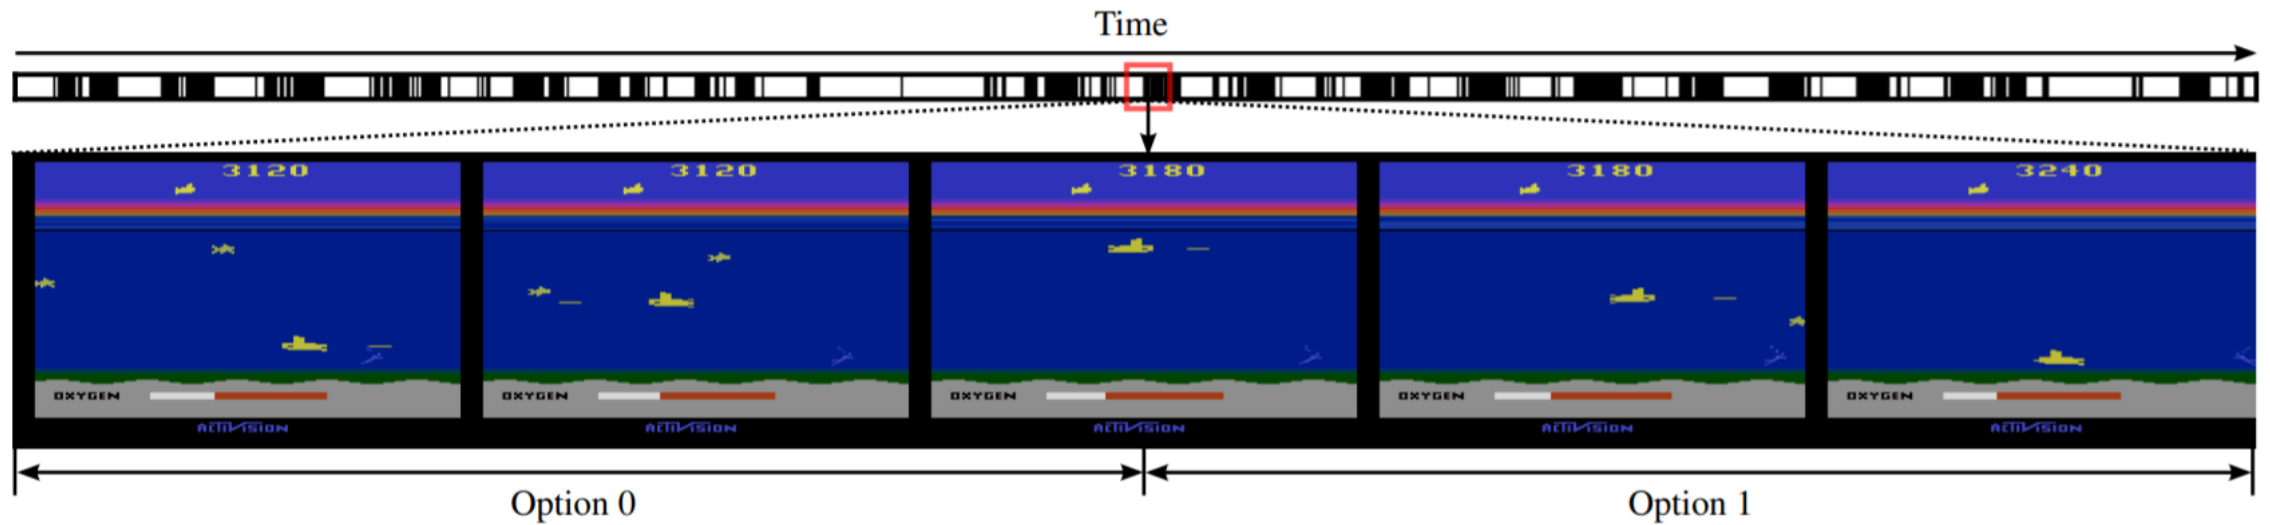 Time
3120
3120
3180
3180
3240
OXYGEN
OXYGEN
OXYGEN
OXYGEN
OXYGEN
ACTIVISION
ACTIVISION
ACTIVISION
ACTIVISION
ACTIVISION
Option 0
Option 1